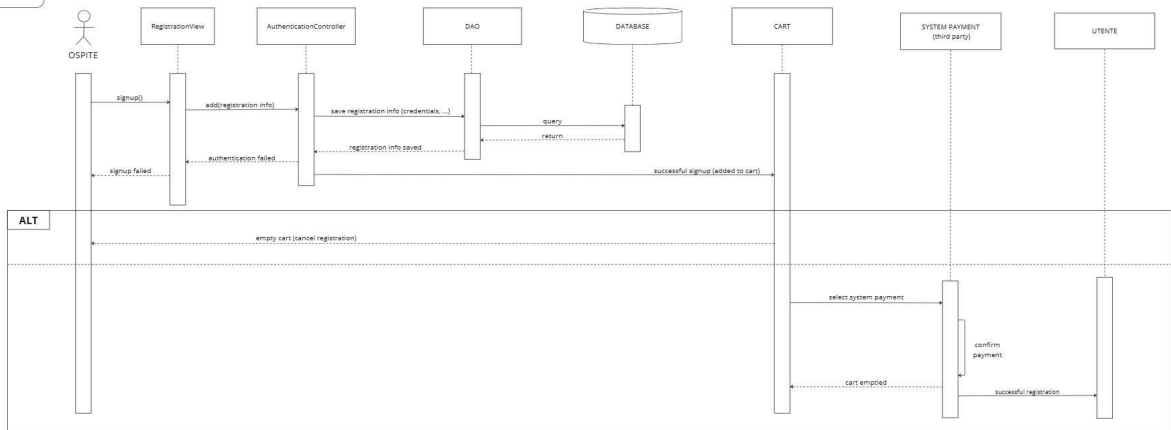 RegistrationView
AuthenticationController
DAO
DATABASE
CART
SYSTEM PAYMENT
(third party)
UTENTE
OSPITE
signup()
add(registration info)
save registration info (credentials, ...)
query
return
registration info saved
authentication failed
signup failed
successful signup (added to cart)
ALT
empty cart (cancel registration)
select system payment
confirm
payment
cart emptied
successful registration